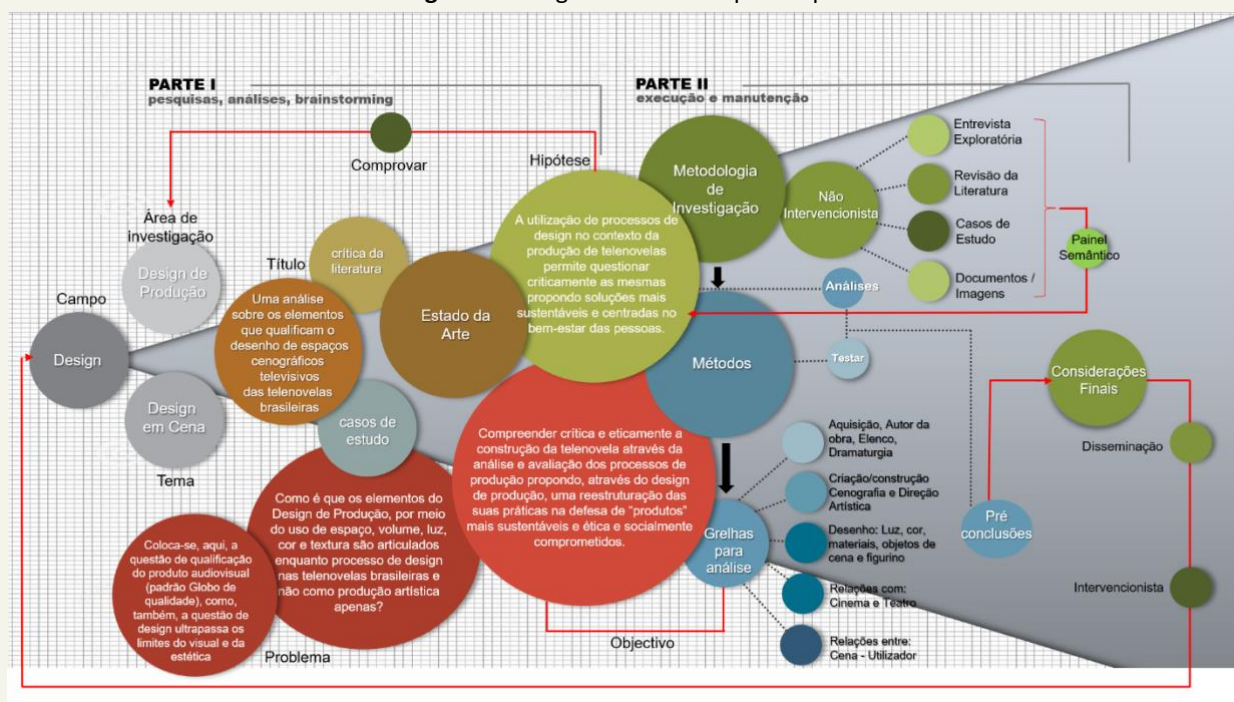 PARTE I
pesquisas, análises, brainstorming
Comprovar
Área de
investigação
Design de
Produção
Campo
Design
Design
em Cena
Tema
Título
Uma análise
sobre os elementos
que qualificam o
desenho de espaços
cenográficos
televisivos
das telenovelas
brasileiras
crítica da
literatura
casos de
estudo
Estado da
Arte
Hipótese
A utilização de processos de
design no contexto da
produção de telenovelas
permite questionar
criticamente as mesmas
propondo soluções mais
sustentáveis e centradas no
bem-estar das pessoas.
Coloca-se, aqui, a
questão de qualificação
do produto audiovisual
(padrão Globo de
qualidade), como,
também, a questão de
design ultrapassa os
limites do visual e da
estética
Como é que os elementos do
Design de Produção, por meio
do uso de espaço, volume, luz,
cor e textura são articulados
enquanto processo de design
nas telenovelas brasileiras e
não como produção artística
apenas?
Problema
Compreender crítica e eticamente a
construção da telenovela através da
análise e avaliação dos processos de
produção propondo, através do design
de produção, uma reestruturação das
suas práticas na defesa de “produtos”
mais sustentáveis e ética e socialmente
comprometidos.
Objectivo
PARTE II
execução e manutenção
Metodologia
de
Investigação
Não
Intervencionista
Entrevista
Exploratória
Revisão da
Literatura
Casos de
Estudo
Documentos /
Imagens
Painel
Semântico
Métodos
Análises
Testar
Grelhas
para
análise
Aquisição, Autor da
obra, Elenco,
Dramaturgia
Criação/construção
Cenografia e Direção
Artística
Desenho: Luz, cor,
materiais, objetos de
cena e figurino
Relações com:
Cinema e Teatro
Relações entre:
Cena - Utilizador
Pré
conclusões
Considerações
Finais
Disseminação
Intervencionista